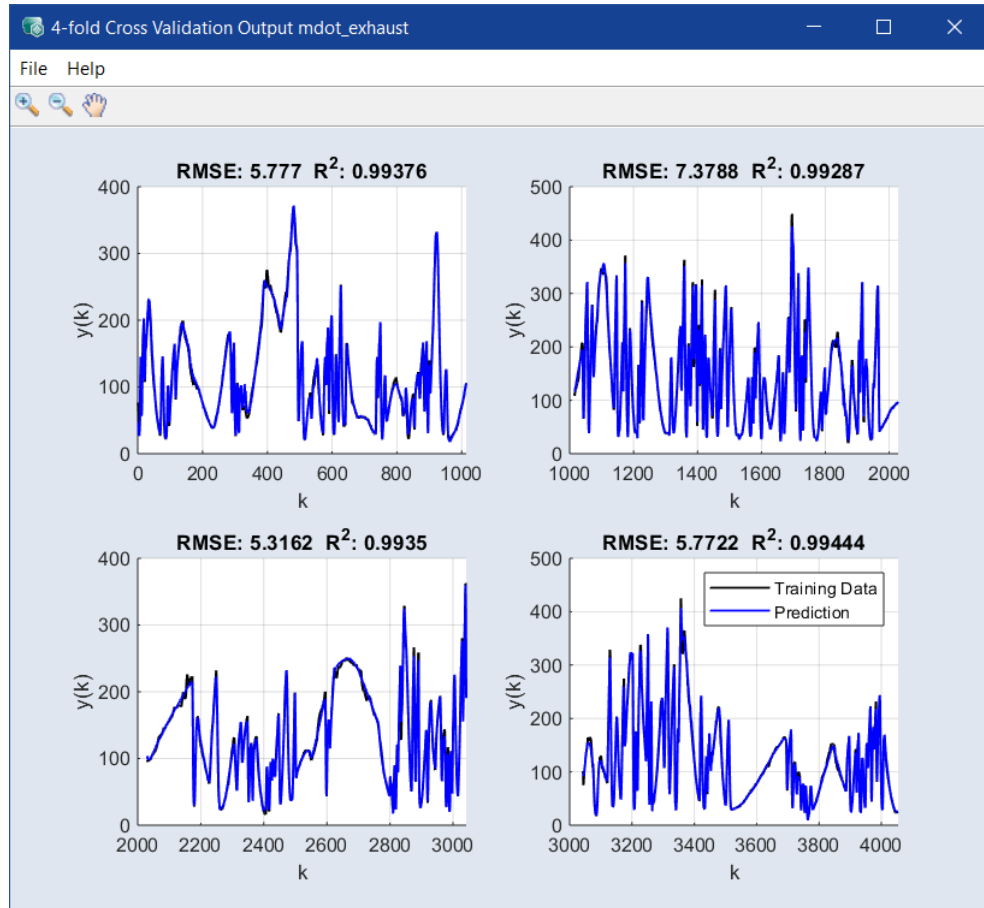 4-fold Cross Validation Output mdot_exhaust
File Help
RMSE: 5.777 R²: 0.99376
400
300
200
100
0
y(k)
0 200 400 600 800 1000
k
RMSE: 7.3788 R²: 0.99287
500
400
300
200
100
0
y(k)
1000 1200 1400 1600 1800 2000
k
RMSE: 5.3162 R²: 0.9935
400
300
200
100
0
y(k)
2000 2200 2400 2600 2800 3000
k
RMSE: 5.7722 R²: 0.99444
500
400
300
200
100
0
y(k)
Training Data
Prediction
3000 3200 3400 3600 3800 4000
k